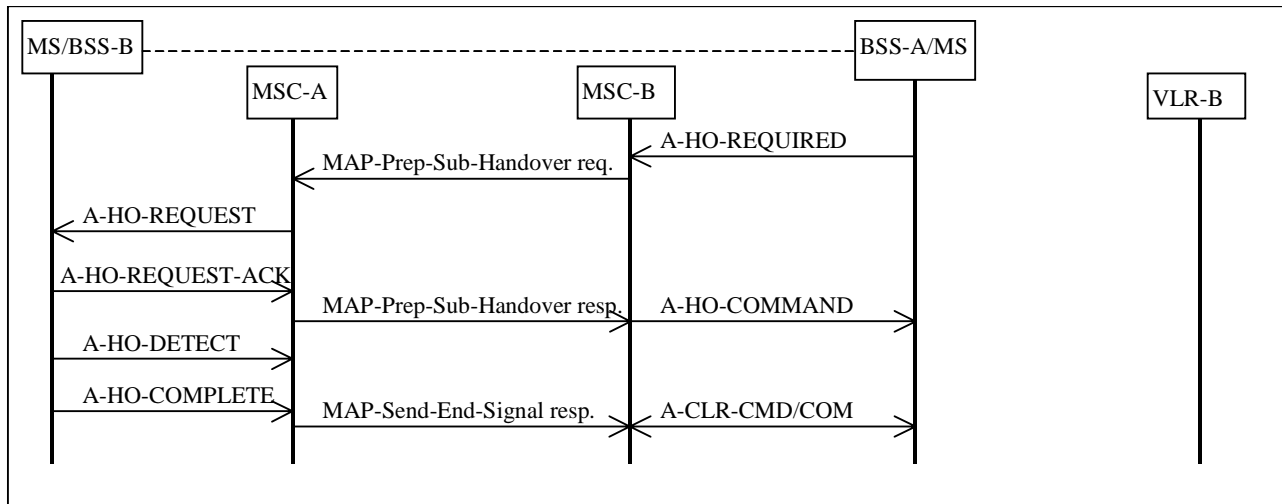 MS/BSS-B
BSS-A/MS
MSC-A
MSC-B
VLR-B
A-HO-REQUIRED
MAP-Prep-Sub-Handover req.
A-HO-REQUEST
A-HO-REQUEST-ACK
MAP-Prep-Sub-Handover resp.
A-HO-COMMAND
A-HO-DETECT
A-HO-COMPLETE
MAP-Send-End-Signal resp.
A-CLR-CMD/COM